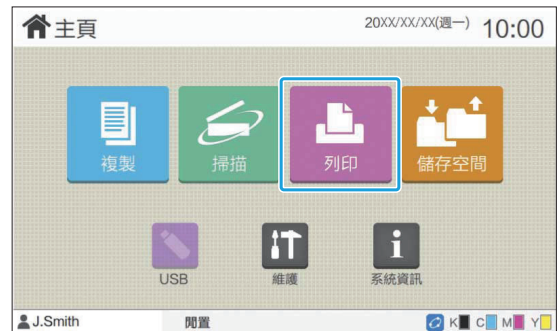 主頁
20XX/XX/XX(週一) 10:00
複製 掃描 列印 儲存空間
USB 維護 系統資訊
J.Smith 閒置 K C M Y